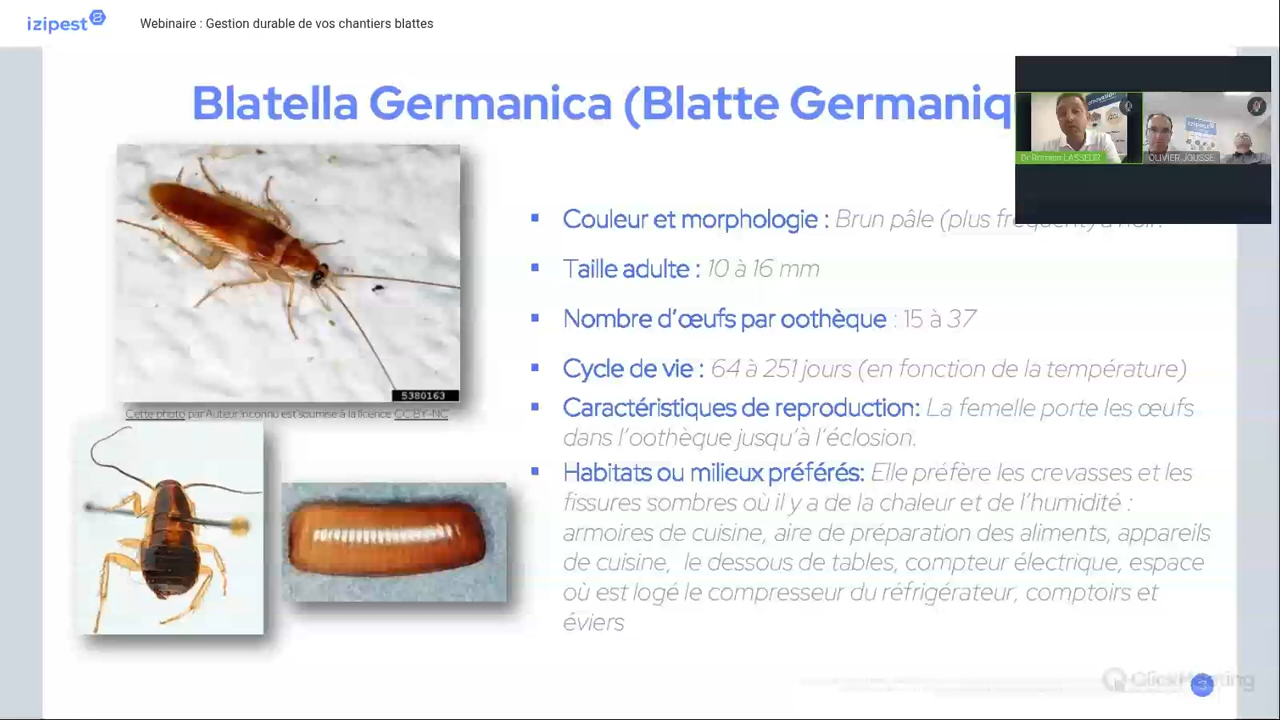 izipest
Webinaire : Gestion durable de vos chantiers blattes
Blatella Germanica (Blatte Germaniq
Dr Romain LASSEUR
OLIVIER JOUISSE
izipest
5380163
Cette photo par Auteur inconnu est soumise à la licence CC BY-NC
▪ Couleur et morphologie : Brun pâle (plus fréquent) à noir.
▪ Taille adulte : 10 à 16 mm
▪ Nombre d'œufs par oothèque : 15 à 37
▪ Cycle de vie : 64 à 251 jours (en fonction de la température)
▪ Caractéristiques de reproduction: La femelle porte les œufs
dans l'oothèque jusqu'à l'éclosion.
▪ Habitats ou milieux préférés: Elle préfère les crevasses et les
fissures sombres où il y a de la chaleur et de l'humidité :
armoires de cuisine, aire de préparation des aliments, appareils
de cuisine, le dessous de tables, compteur électrique, espace
où est logé le compresseur du réfrigérateur, comptoirs et
éviers
ClickMeeting